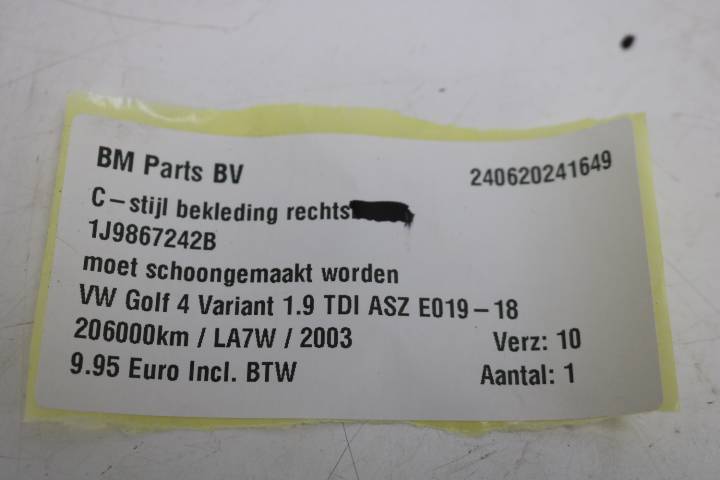 BM Parts BV 240620241649
C-stijl bekleding rechts
1J9867242B
moet schoongemaakt worden
VW Golf 4 Variant 1.9 TDI ASZ E019-18
206000km / LA7W / 2003 Verz: 10
9.95 Euro Incl. BTW Aantal: 1